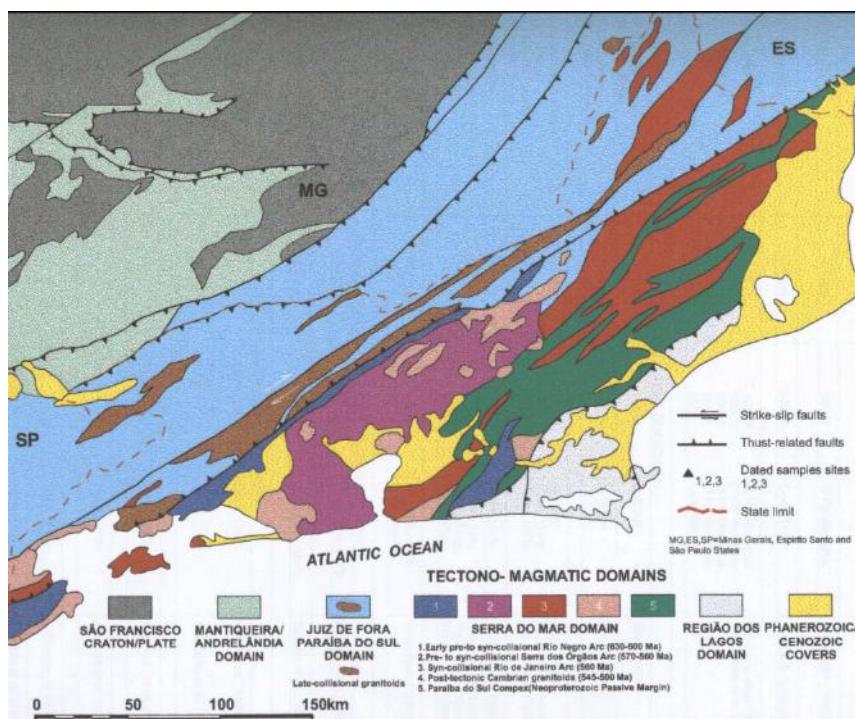 ES
MG
SP
Strike-slip faults
Thust-related faults
Dated samples sites
1,2,3
1,2,3
State limit
MG,ES,SP=Minas Gerais, Espirito Santo and
São Paulo States
ATLANTIC OCEAN
TECTONO- MAGMATIC DOMAINS
1 2 3 4 5
SÃO FRANCISCO
CRATON/PLATE
MANTIQUEIRA/
ANDRELÂNDIA
DOMAIN
JUIZ DE FORA
PARAÍBA DO SUL
DOMAIN
Late-collisional granitoids
SERRA DO MAR DOMAIN
1.Early pre-to syn-collisional Rio Negro Arc (630-600 Ma)
2.Pre- to syn-collisional Serra dos Órgãos Arc (570-560 Ma)
3. Syn-collisional Rio de Janeiro Arc (560 Ma)
4. Post-tectonic Cambrian granitoids (545-500 Ma)
5. Paraíba do Sul Compex(Neoproterozoic Passive Margin)
REGIÃO DOS
LAGOS
DOMAIN
PHANEROZOIC/
CENOZOIC
COVERS
0 50 100 150km